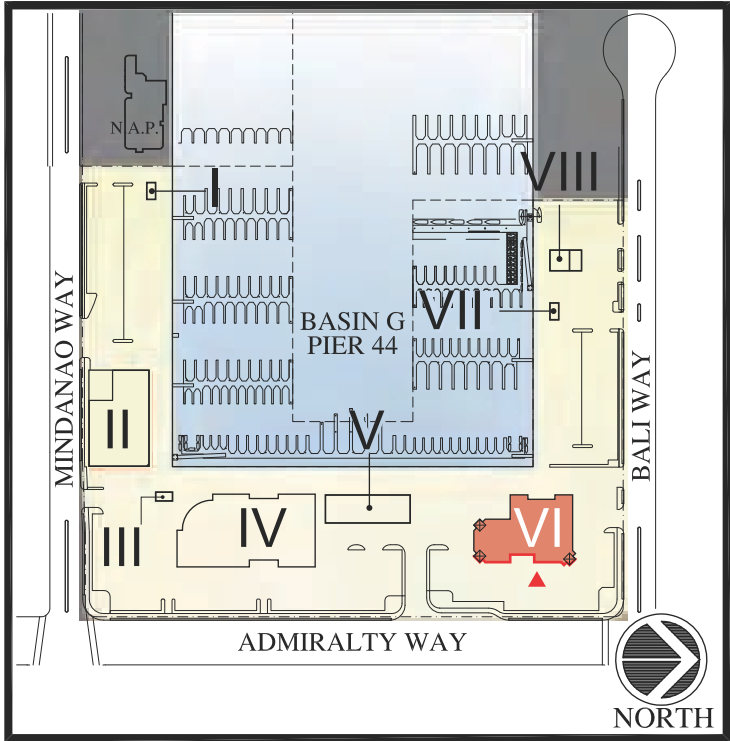 N.A.P.
VIII
I
VII
BASIN G
PIER 44
MINDANAO WAY
BALI WAY
II
V
III
IV
VI
ADMIRALTY WAY
NORTH